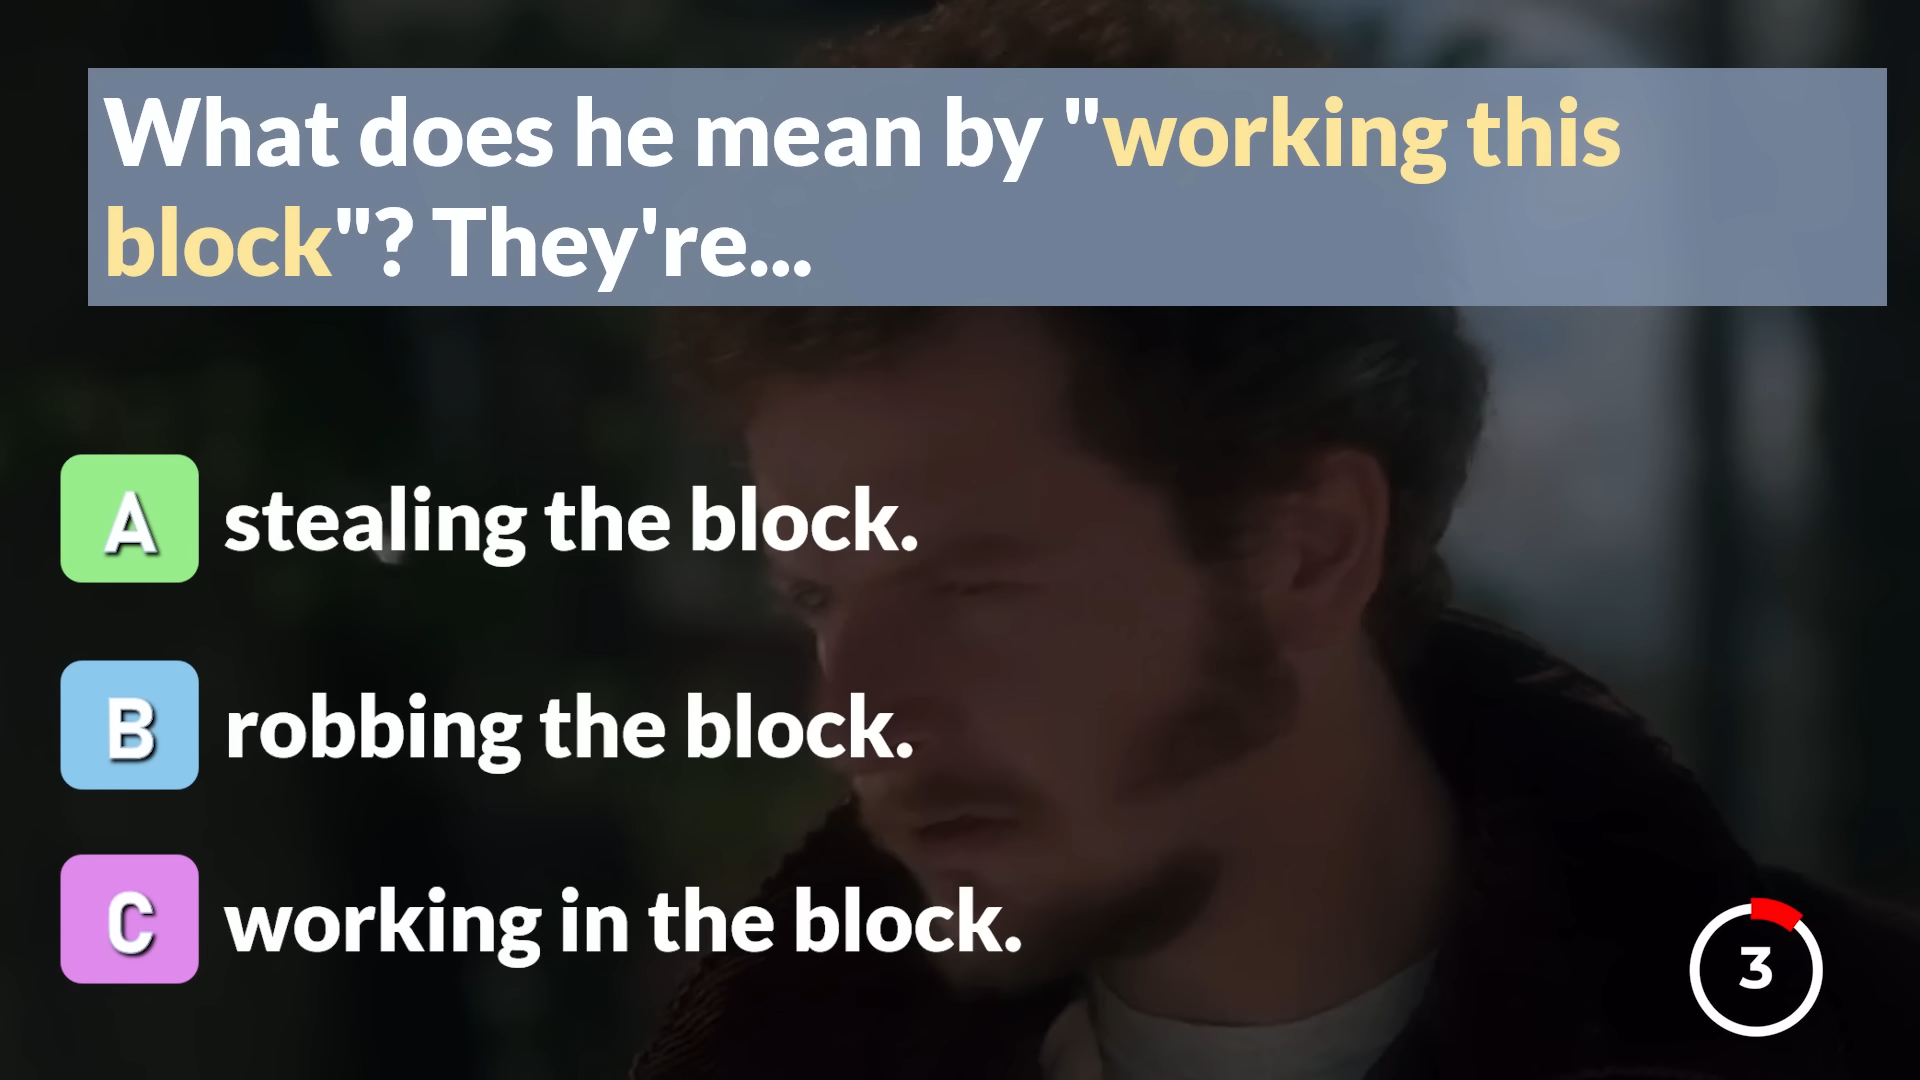 What does he mean by "working this
block"? They're...
A stealing the block.
B robbing the block.
C working in the block.
3